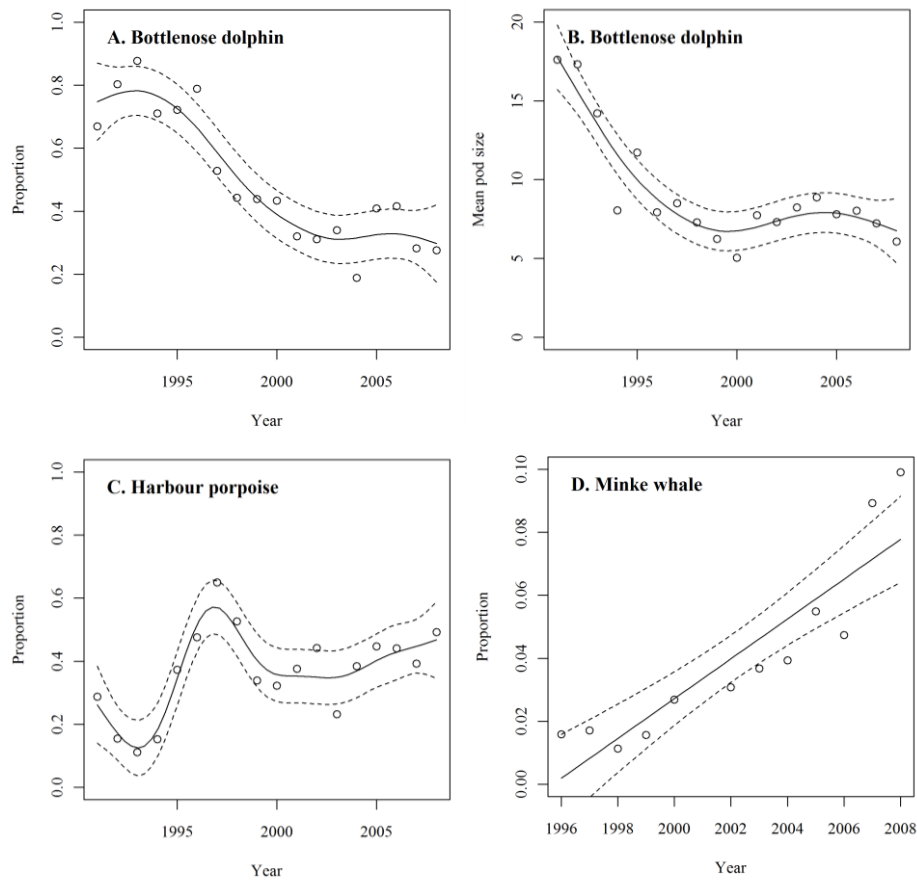 A. Bottlenose dolphin
Proportion
1.0
0.8
0.6
0.4
0.2
0.0
1995 2000 2005
Year
B. Bottlenose dolphin
Mean pod size
20
15
10
5
0
1995 2000 2005
Year
C. Harbour porpoise
Proportion
1.0
0.8
0.6
0.4
0.2
0.0
1995 2000 2005
Year
D. Minke whale
Proportion
0.10
0.08
0.06
0.04
0.02
0.00
1996 1998 2000 2002 2004 2006 2008
Year